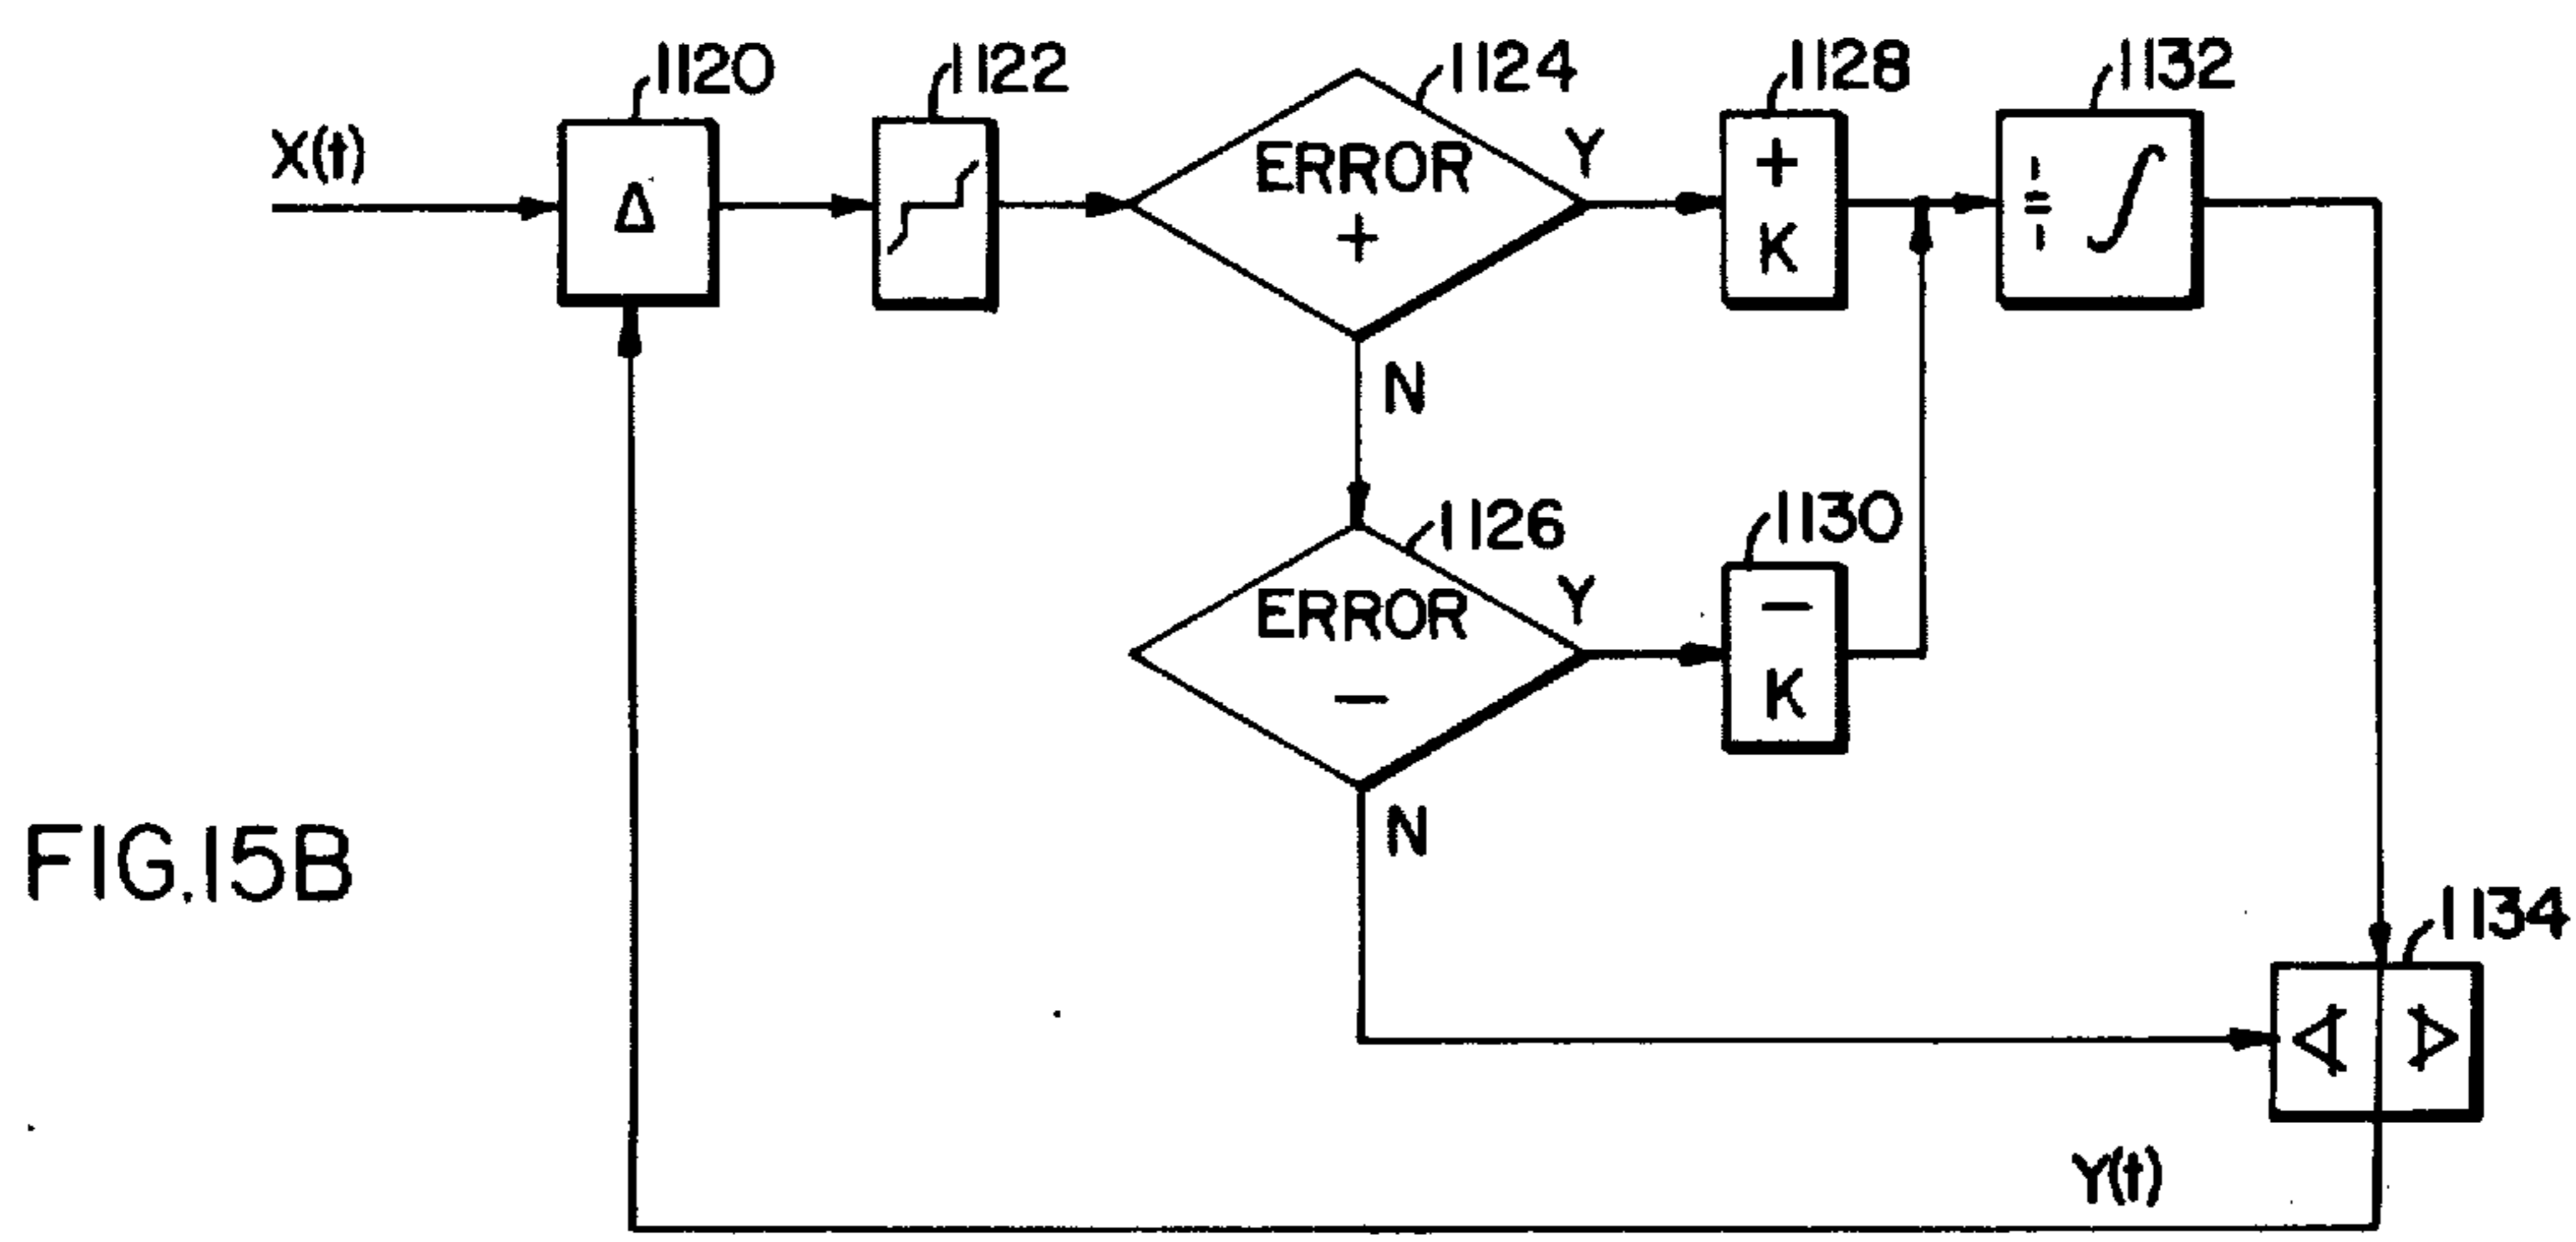 1120
1122
1124
1128
1132
X(t)
Δ
ERROR
+
Y
+
K
÷ ∫
N
1126
1130
ERROR
−
Y
−
K
N
FIG.15B
1134
Y(t)